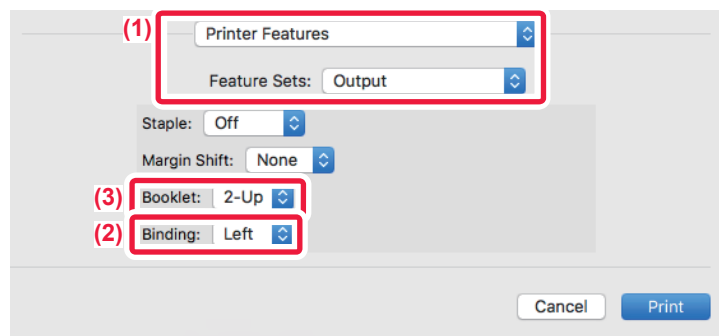 (1) Printer Features
Feature Sets: Output
Staple: Off
Margin Shift: None
(3) Booklet: 2-Up
(2) Binding: Left
Cancel Print